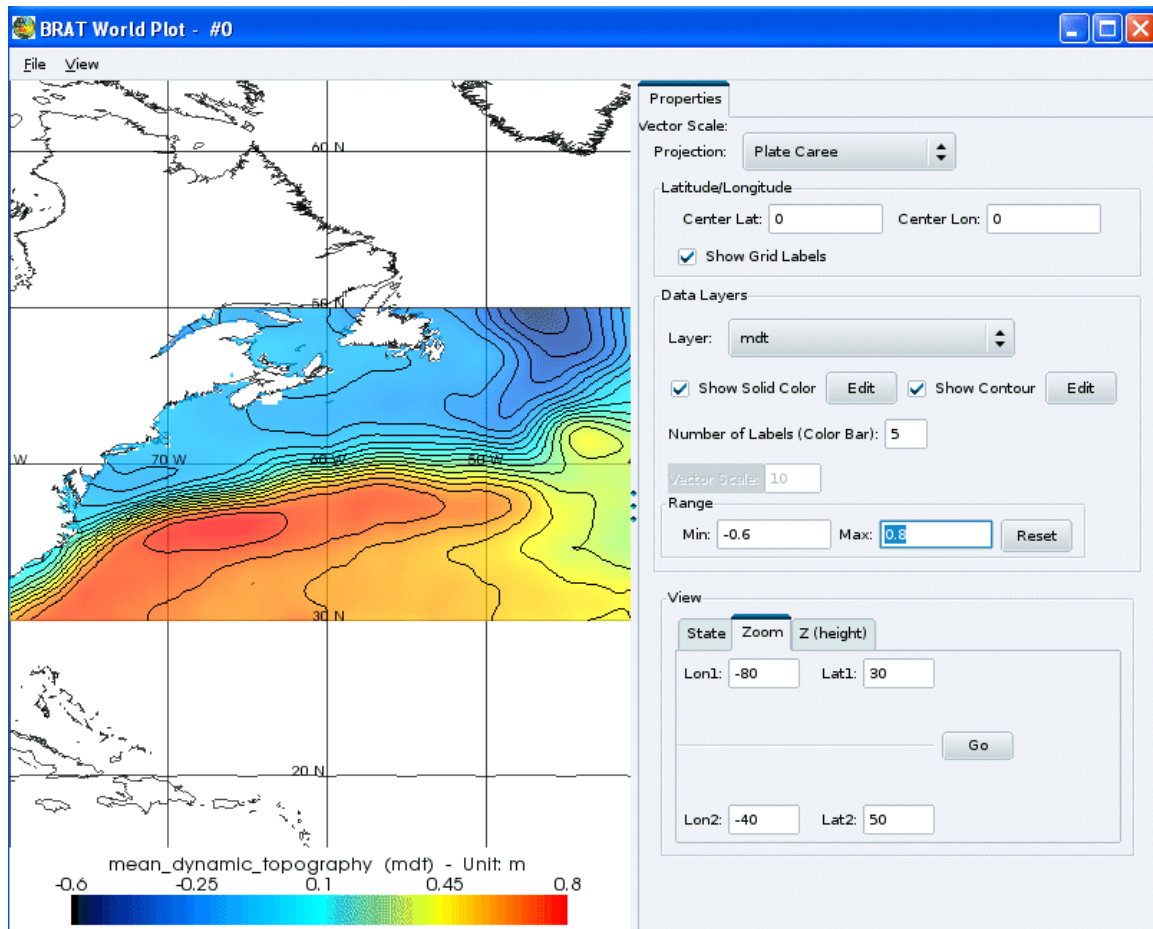 BRAT World Plot - #0
File View
60 N
50 N
W 70 W 60 W 50 W
30 N
20 N
mean_dynamic_topography (mdt) - Unit: m
-0.6 -0.25 0.1 0.45 0.8
Properties
Vector Scale:
Projection: Plate Caree
Latitude/Longitude
Center Lat: 0 Center Lon: 0
Show Grid Labels
Data Layers
Layer: mdt
Show Solid Color Edit Show Contour Edit
Number of Labels (Color Bar): 5
Vector Scale: 10
Range
Min: -0.6 Max: 0.8 Reset
View
State Zoom Z (height)
Lon1: -80 Lat1: 30
Go
Lon2: -40 Lat2: 50